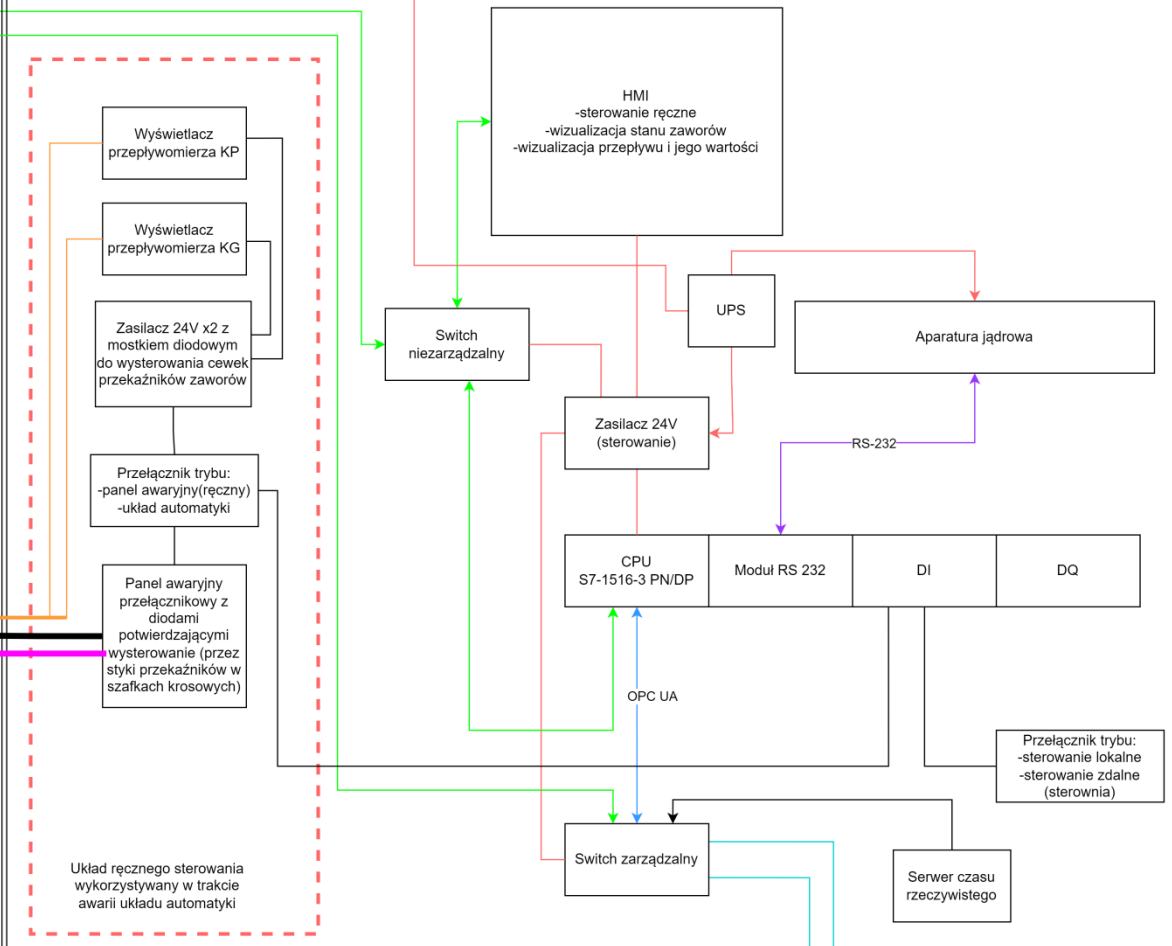 HMI
-sterowanie ręczne
-wizualizacja stanu zaworów
-wizualizacja przepływu i jego wartości
Wyświetlacz
przepływomierza KP
Wyświetlacz
przepływomierza KG
Zasilacz 24V x2 z
mostkiem diodowym
do wysterowania cewek
przekaźników zaworów
Switch
niezarządzalny
UPS
Aparatura jądrowa
Zasilacz 24V
(sterowanie)
RS-232
Przełącznik trybu:
-panel awaryjny(ręczny)
-układ automatyki
CPU
S7-1516-3 PN/DP
Moduł RS 232
DI
DQ
Panel awaryjny
przełącznikowy z
diodami
potwierdzającymi
wysterowanie (przez
styki przekaźników w
szafkach krosowych)
OPC UA
Przełącznik trybu:
-sterowanie lokalne
-sterowanie zdalne
(sterownia)
Switch zarządzalny
Serwer czasu
rzeczywistego
Układ ręcznego sterowania
wykorzystywany w trakcie
awarii układu automatyki